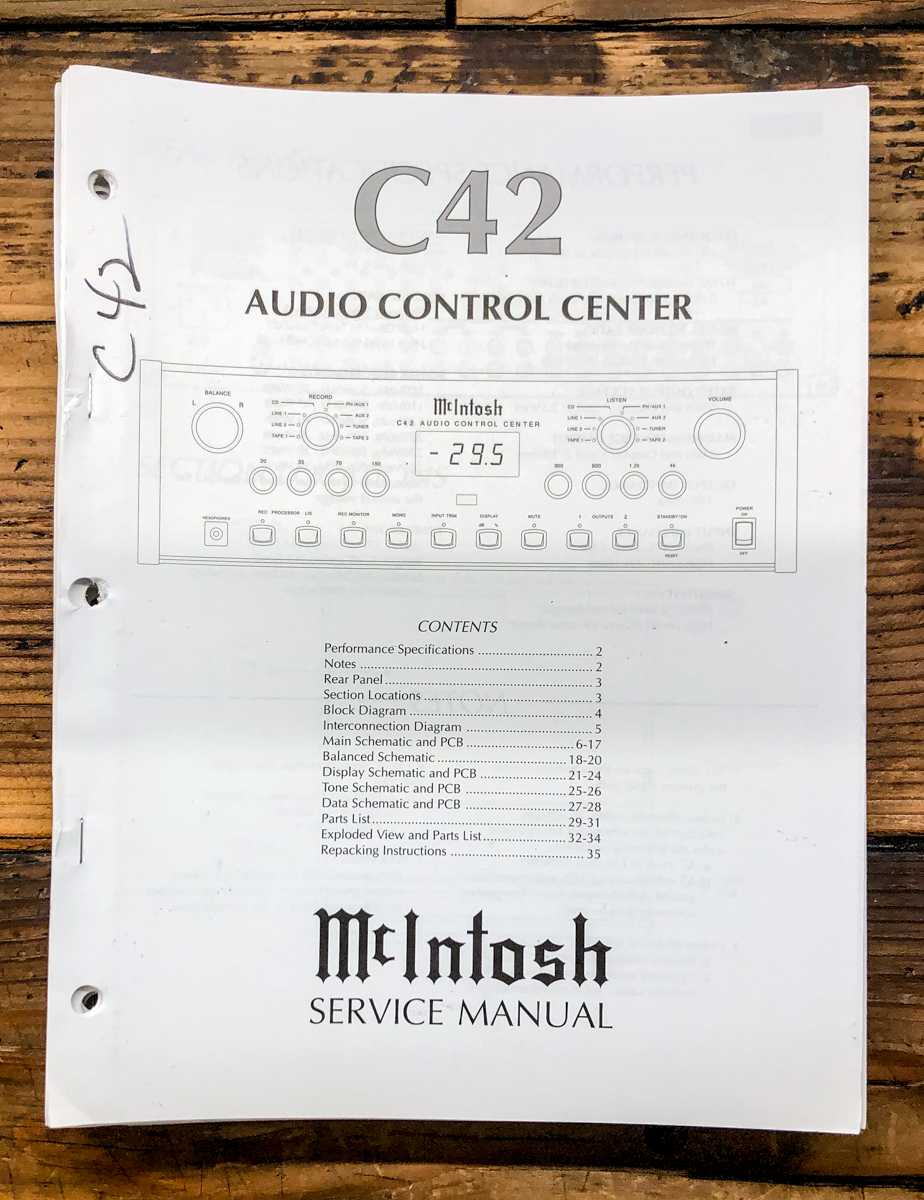 C42
AUDIO CONTROL CENTER
C 42
BALANCE
L R
RECORD
CD PH/AUX 1
LINE 1 AUX 2
LINE 2 TUNER
TAPE 1 TAPE 2
McIntosh
C42 AUDIO CONTROL CENTER
- 29.5
LISTEN
CD PH/AUX 1
LINE 1 AUX 2
LINE 2 TUNER
TAPE 1 TAPE 2
VOLUME
20 35 70 150
300 600 1.2k 4k
HEADPHONES
REC PROCESSOR LIS
REC MONITOR
MONO
INPUT TRIM
DISPLAY
dB %
MUTE
1 OUTPUTS 2
STANDBY/ON
RESET
POWER
ON
OFF
CONTENTS
Performance Specifications .................................. 2
Notes .................................. 2
Rear Panel .................................. 3
Section Locations .................................. 3
Block Diagram .................................. 4
Interconnection Diagram .................................. 5
Main Schematic and PCB .................................. 6-17
Balanced Schematic .................................. 18-20
Display Schematic and PCB .................................. 21-24
Tone Schematic and PCB .................................. 25-26
Data Schematic and PCB .................................. 27-28
Parts List .................................. 29-31
Exploded View and Parts List .................................. 32-34
Repacking Instructions .................................. 35
McIntosh
SERVICE MANUAL